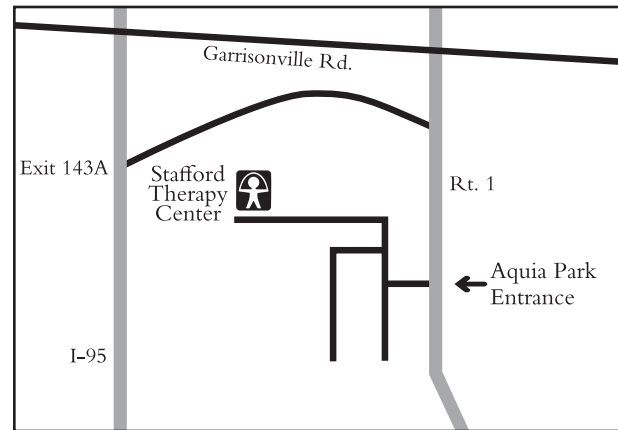 Garrisonville Rd.
Exit 143A
Stafford
Therapy
Center
Rt. 1
Aquia Park
Entrance
I-95